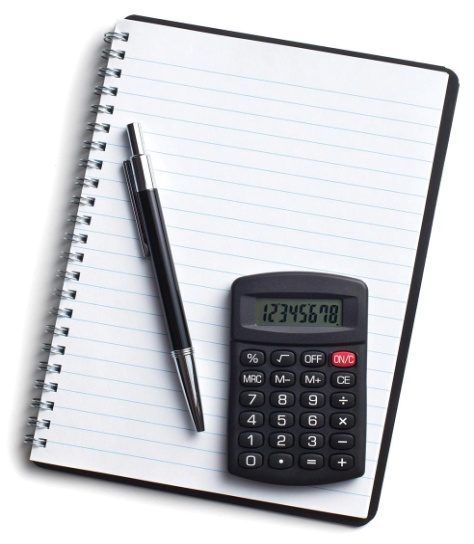 12345678
% √ OFF ON/C
MRC M− M+ CE
7 8 9 ÷
4 5 6 ×
1 2 3 −
0 • = +